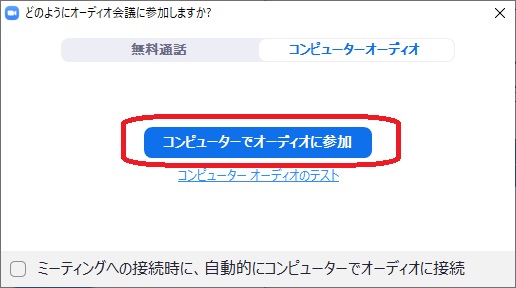 どのようにオーディオ会議に参加しますか?
無料通話
コンピューターオーディオ
コンピューターでオーディオに参加
コンピューター オーディオのテスト
ミーティングへの接続時に、自動的にコンピューターでオーディオに接続